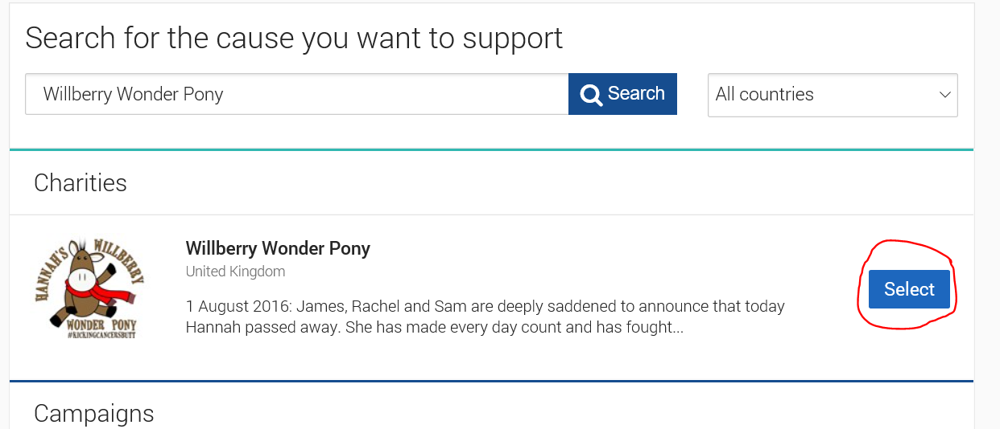 Search for the cause you want to support
Willberry Wonder Pony
Search
All countries
Charities
HANNAH'S WILLBERRY
WONDER PONY
#KICKINGCANCERSBUTT
Willberry Wonder Pony
United Kingdom
1 August 2016: James, Rachel and Sam are deeply saddened to announce that today
Hannah passed away. She has made every day count and has fought...
Select
Campaigns